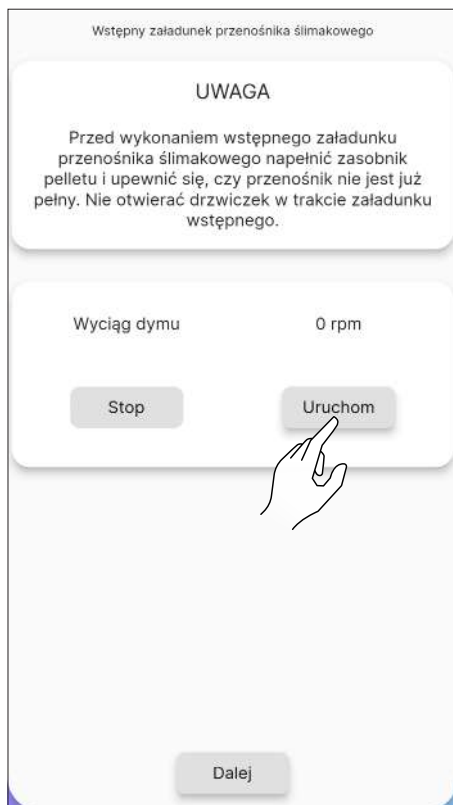 Wstępny załadunek przenośnika ślimakowego
UWAGA
Przed wykonaniem wstępnego załadunku
przenośnika ślimakowego napełnić zasobnik
pelletu i upewnić się, czy przenośnik nie jest już
pełny. Nie otwierać drzwiczek w trakcie załadunku
wstępnego.
Wyciąg dymu 0 rpm
Stop Uruchom
Dalej